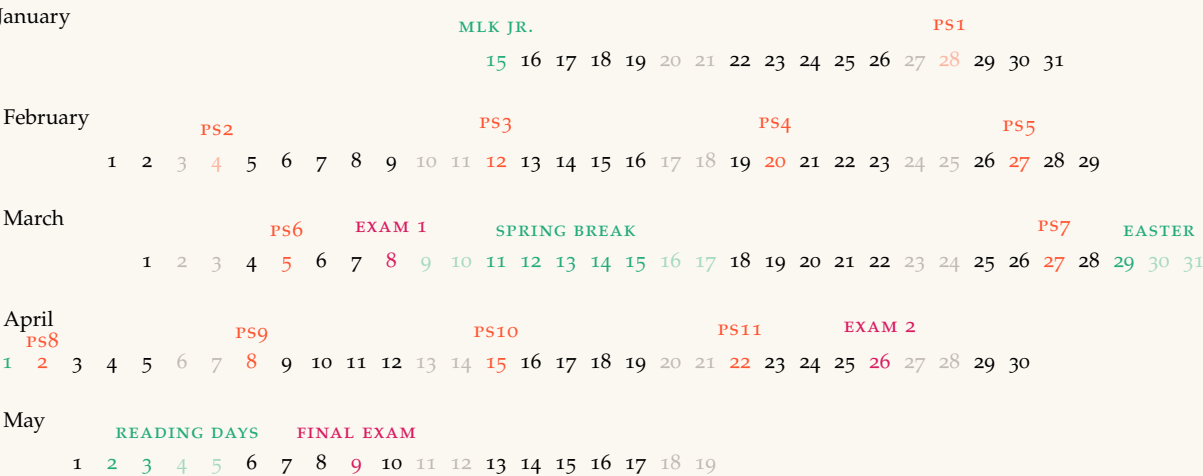 January
MLK JR. PS1
15 16 17 18 19 20 21 22 23 24 25 26 27 28 29 30 31
February
PS2 PS3 PS4 PS5
1 2 3 4 5 6 7 8 9 10 11 12 13 14 15 16 17 18 19 20 21 22 23 24 25 26 27 28 29
March
PS6 EXAM 1 SPRING BREAK PS7 EASTER
1 2 3 4 5 6 7 8 9 10 11 12 13 14 15 16 17 18 19 20 21 22 23 24 25 26 27 28 29 30 31
April
PS8 PS9 PS10 PS11 EXAM 2
1 2 3 4 5 6 7 8 9 10 11 12 13 14 15 16 17 18 19 20 21 22 23 24 25 26 27 28 29 30
May
READING DAYS FINAL EXAM
1 2 3 4 5 6 7 8 9 10 11 12 13 14 15 16 17 18 19